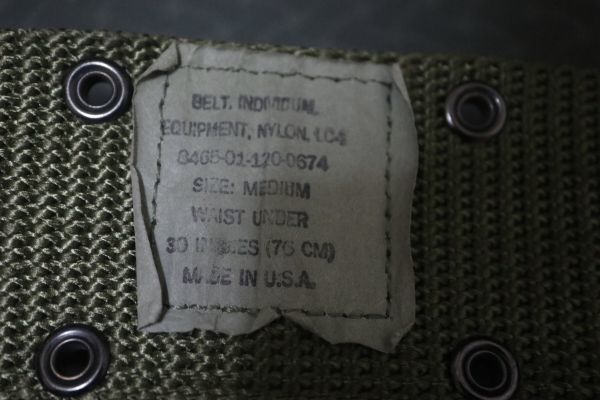 BELT, INDIVIDUAL
EQUIPMENT, NYLON, LC-1
8465-01-120-0674
SIZE: MEDIUM
WAIST UNDER
30 INCHES (76 CM)
MADE IN U.S.A.